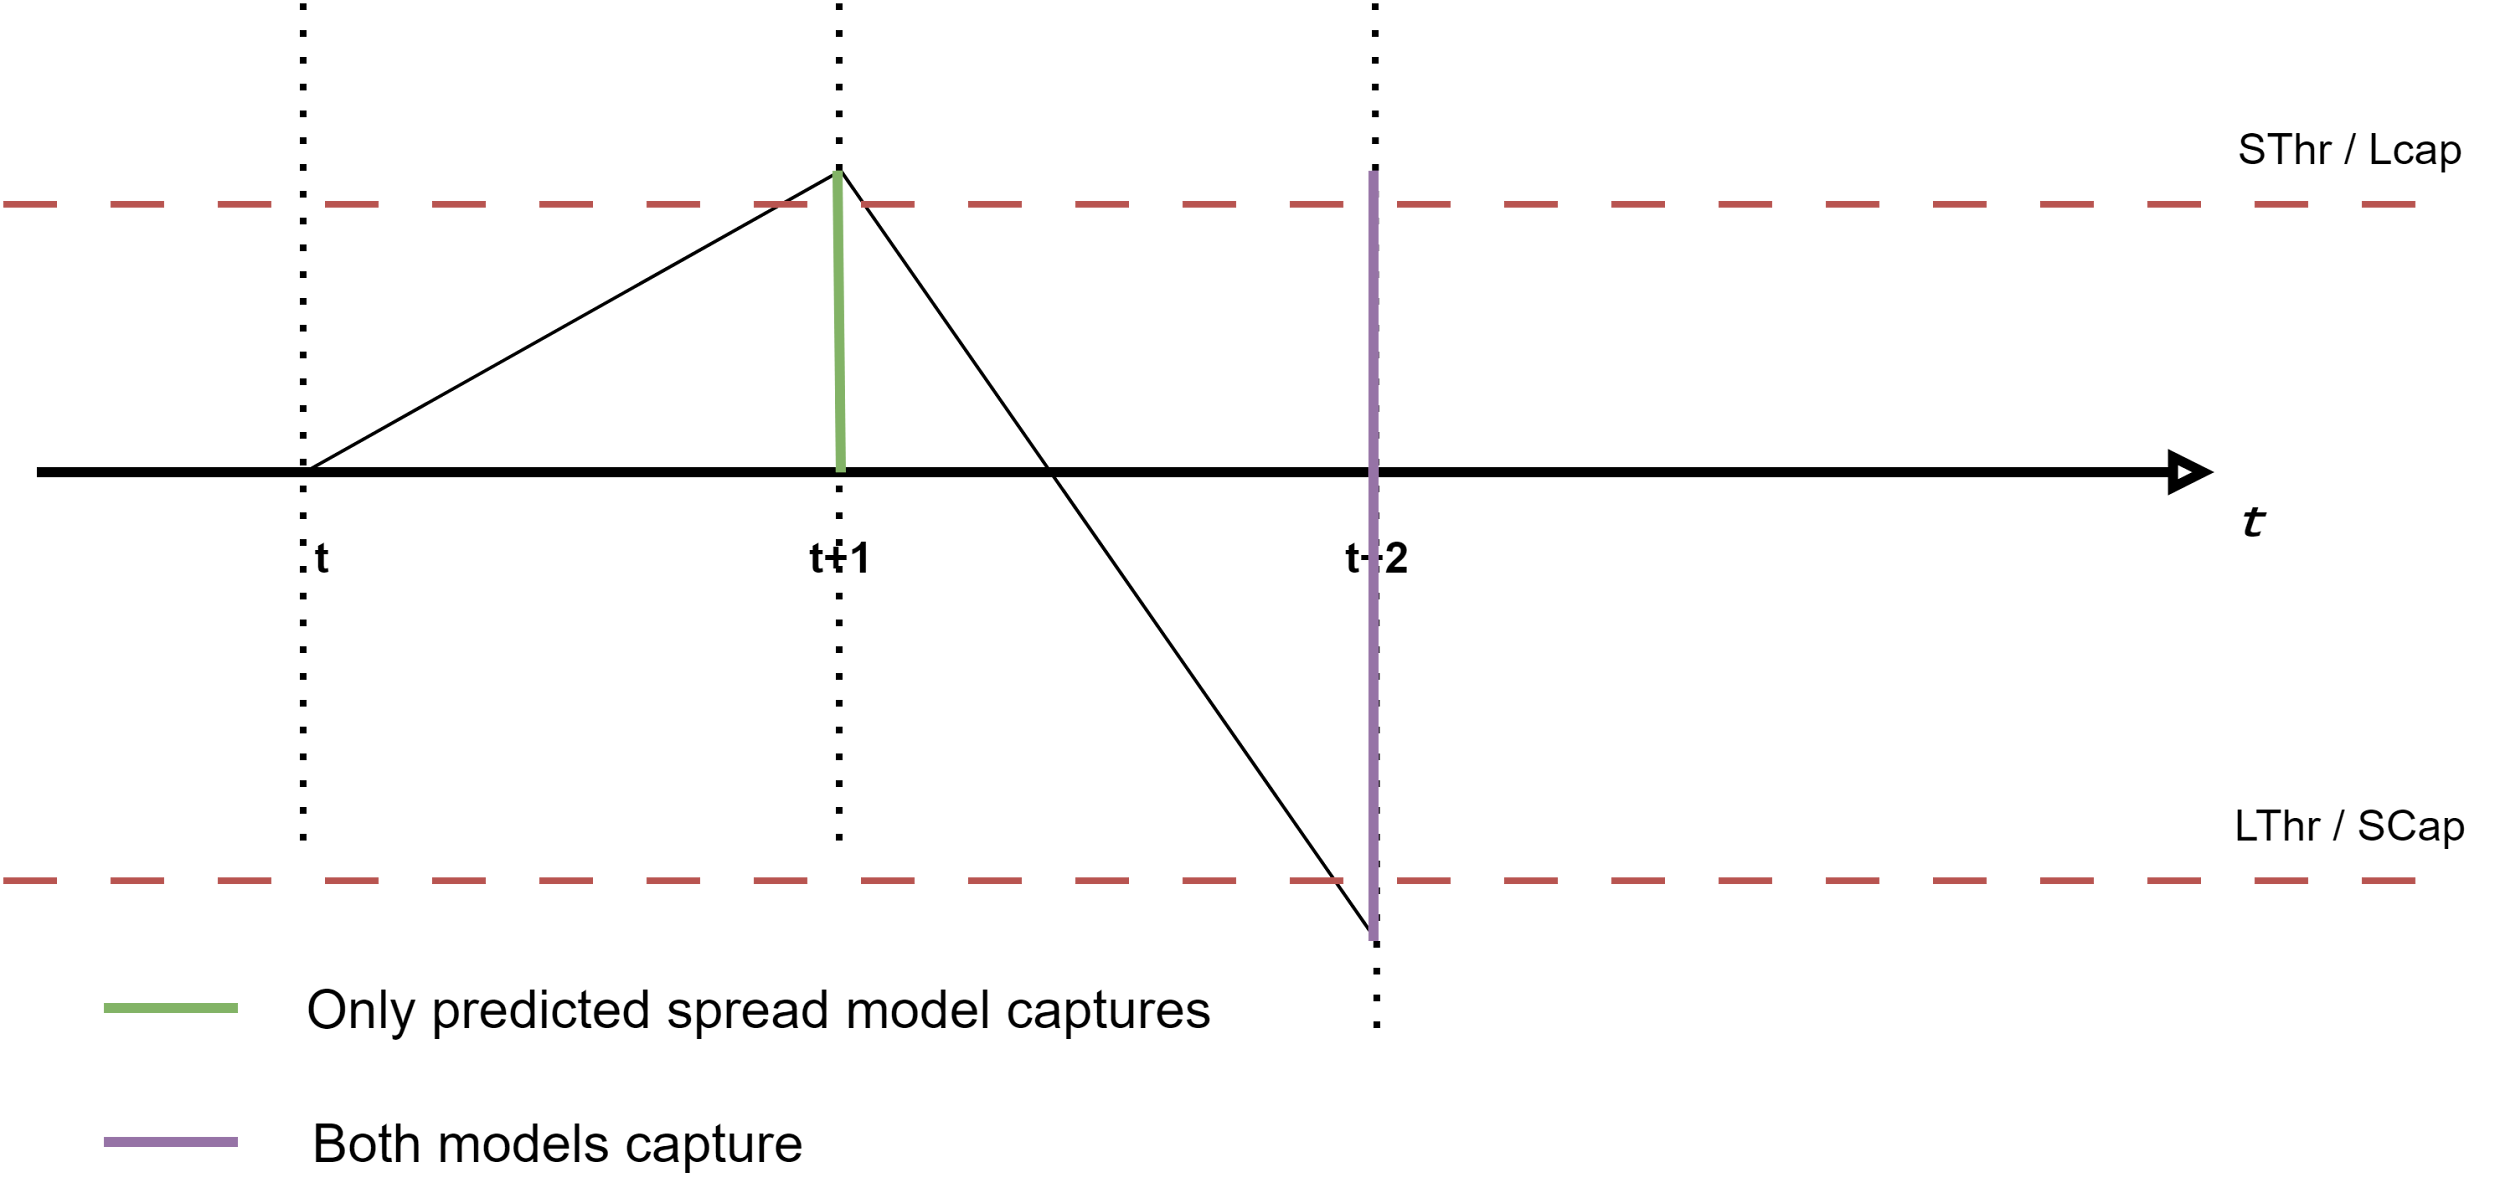 SThr / Lcap
t
t
t+1
t+2
LThr / SCap
Only predicted spread model captures
Both models capture